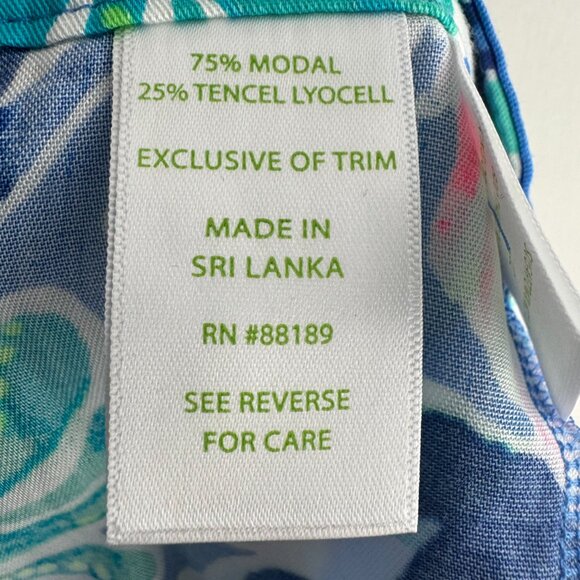 75% MODAL
25% TENCEL LYOCELL
EXCLUSIVE OF TRIM
MADE IN
SRI LANKA
RN #88189
SEE REVERSE
FOR CARE